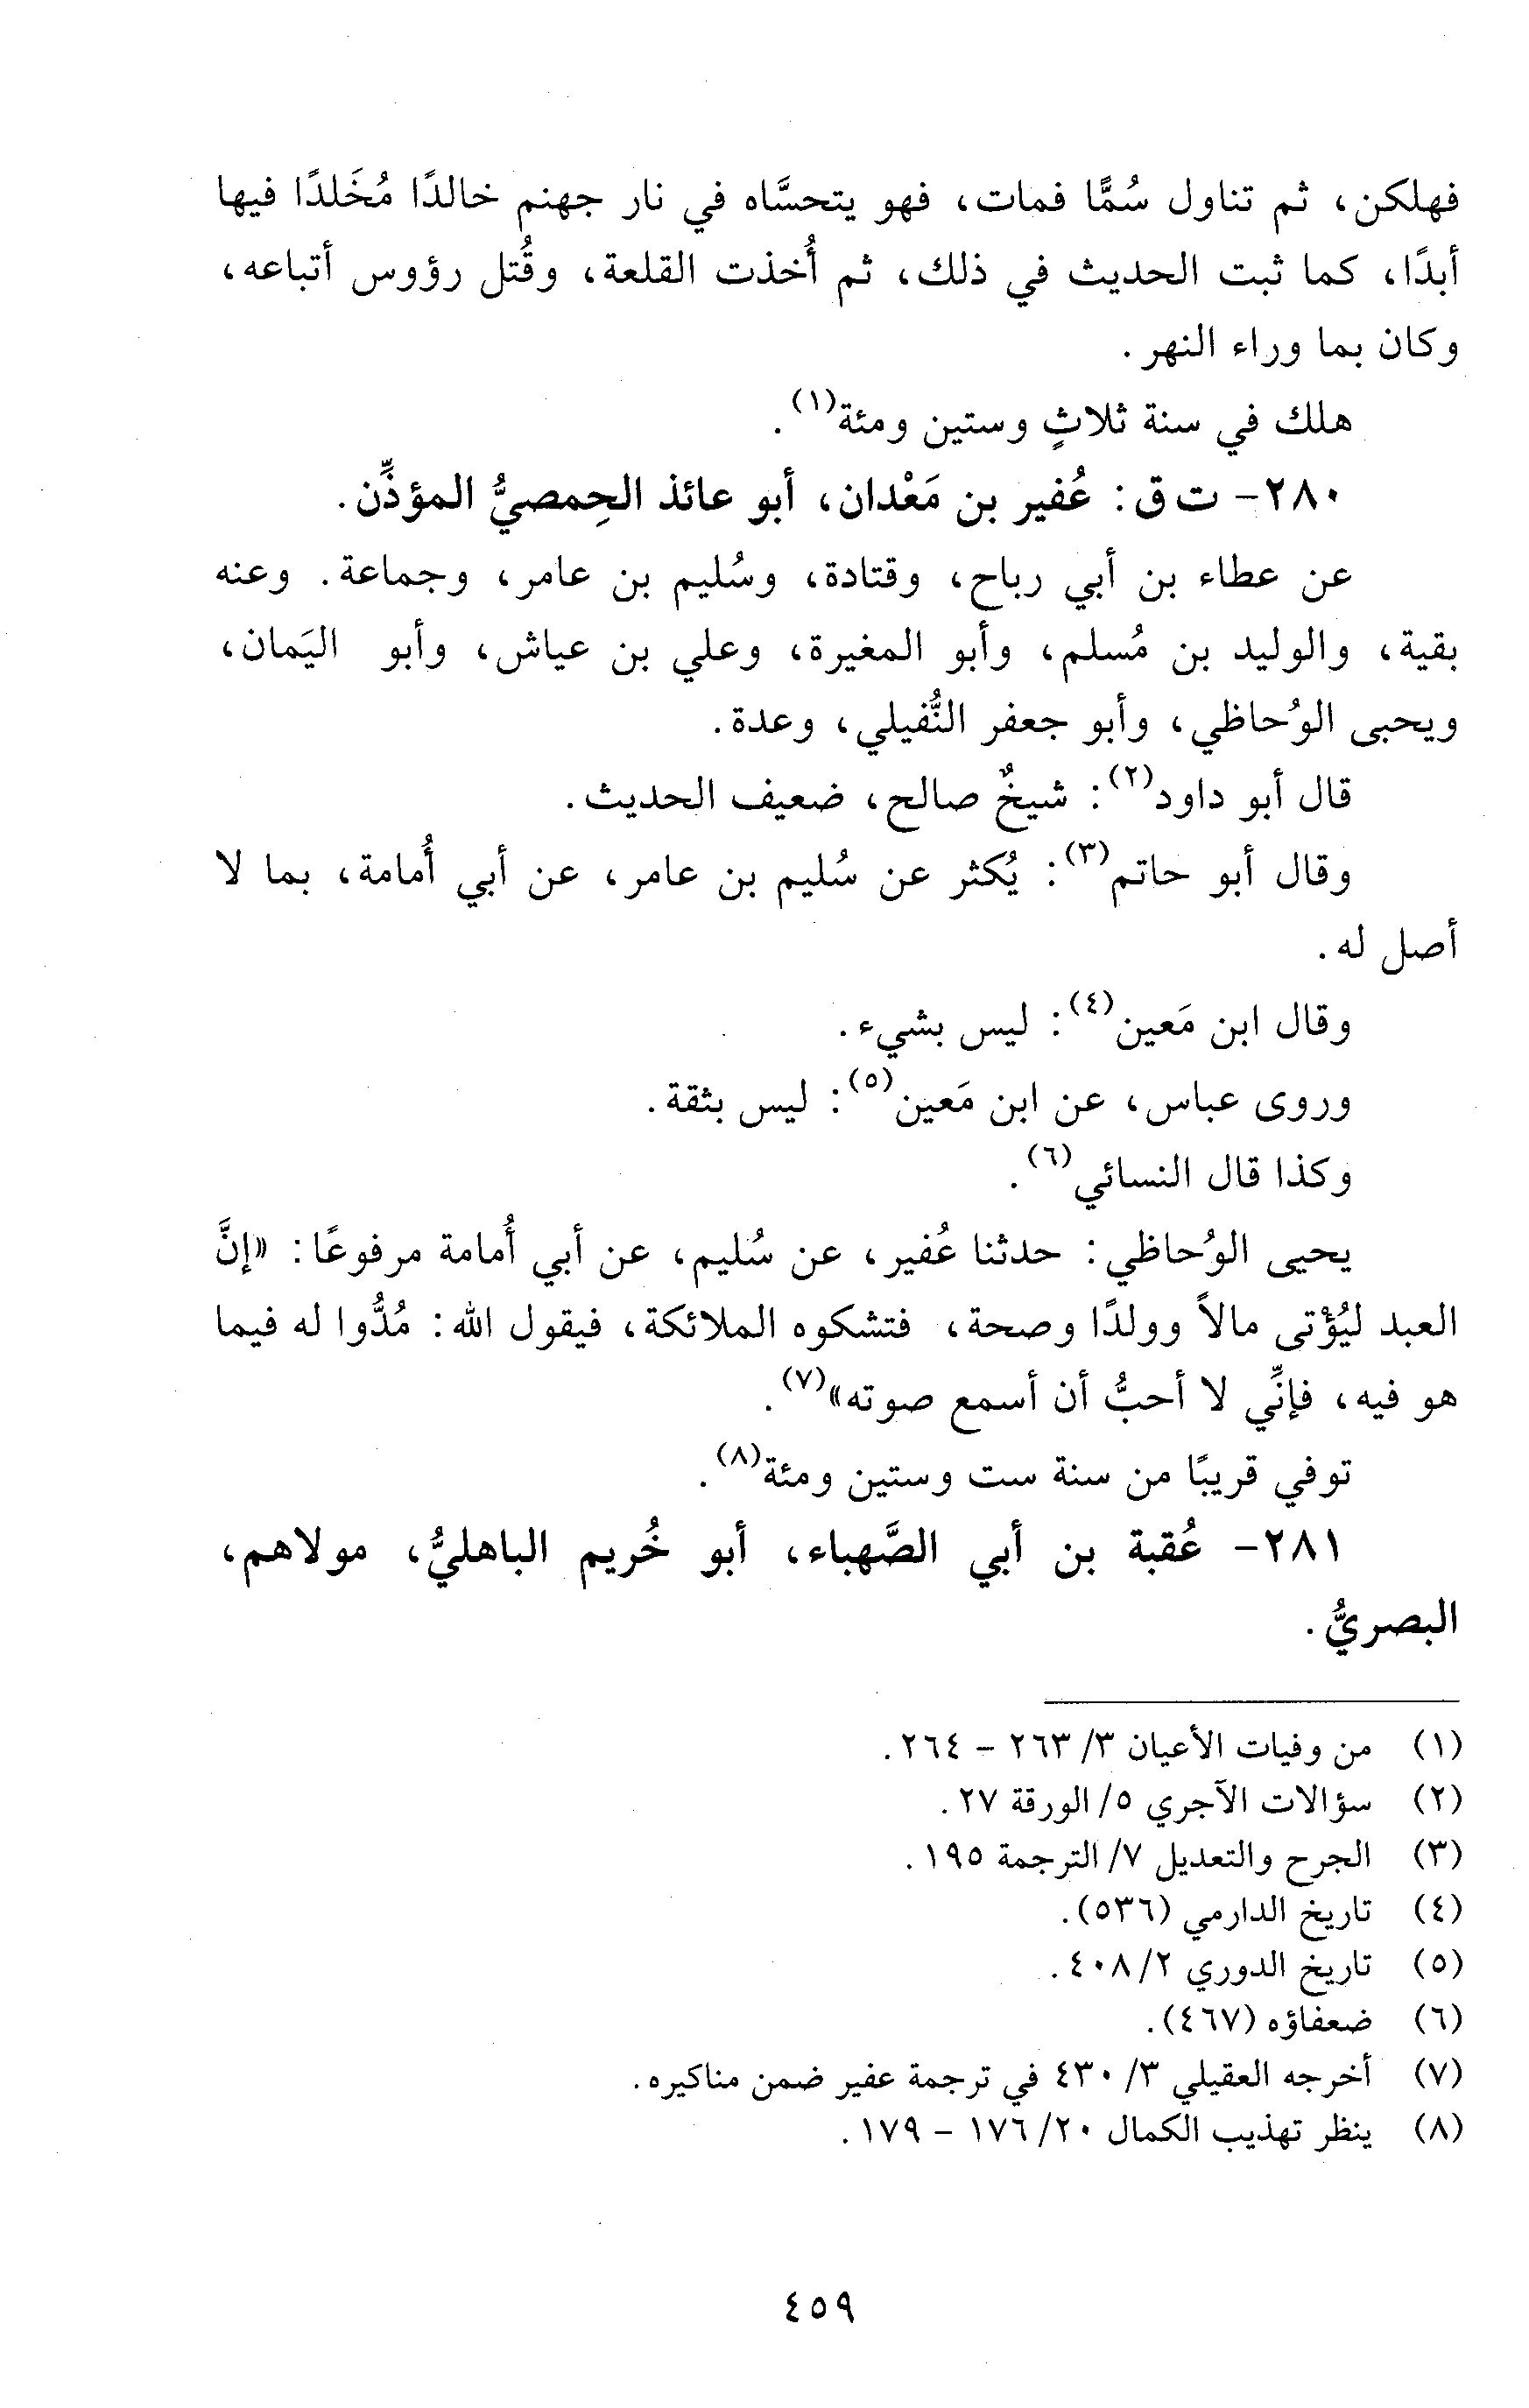 فهلكن، ثم تناول سُمًّا فمات، فهو يتحسَّاه في نار جهنم خالدًا مُخَلدًا فيها
أبدًا، كما ثبت الحديث في ذلك، ثم أُخذت القلعة، وقُتل رؤوس أتباعه،
وكان بما وراء النهر.
هلك في سنة ثلاثٍ وستين ومئة(١).
٢٨٠- ت ق: عُفير بن مَعْدان، أبو عائذ الحِمصيُّ المؤذِّن.
عن عطاء بن أبي رباح، وقتادة، وسُليم بن عامر، وجماعة. وعنه
بقية، والوليد بن مُسلم، وأبو المغيرة، وعلي بن عياش، وأبو اليَمان،
ويحيى الوُحاظي، وأبو جعفر النُّفيلي، وعدة.
قال أبو داود(٢): شيخٌ صالح، ضعيف الحديث.
وقال أبو حاتم(٣): يُكثر عن سُليم بن عامر، عن أبي أُمامة، بما لا
أصل له.
وقال ابن مَعين(٤): ليس بشيء.
وروى عباس، عن ابن مَعين(٥): ليس بثقة.
وكذا قال النسائي(٦).
يحيى الوُحاظي: حدثنا عُفير، عن سُليم، عن أبي أُمامة مرفوعًا: «إنَّ
العبد ليُؤْتى مالاً وولدًا وصحة، فتشكوه الملائكة، فيقول الله: مُدُّوا له فيما
هو فيه، فإنِّي لا أحبُّ أن أسمع صوته»(٧).
توفي قريبًا من سنة ست وستين ومئة(٨).
٢٨١- عُقبة بن أبي الصَّهباء، أبو خُريم الباهليُّ، مولاهم،
البصريُّ.
(١) من وفيات الأعيان ٣/ ٢٦٣ - ٢٦٤.
(٢) سؤالات الآجري ٥/ الورقة ٢٧.
(٣) الجرح والتعديل ٧/ الترجمة ١٩٥.
(٤) تاريخ الدارمي (٥٣٦).
(٥) تاريخ الدوري ٢/ ٤٠٨.
(٦) ضعفاؤه (٤٦٧).
(٧) أخرجه العقيلي ٣/ ٤٣٠ في ترجمة عفير ضمن مناكيره.
(٨) ينظر تهذيب الكمال ٢٠/ ١٧٦ - ١٧٩.
٤٥٩